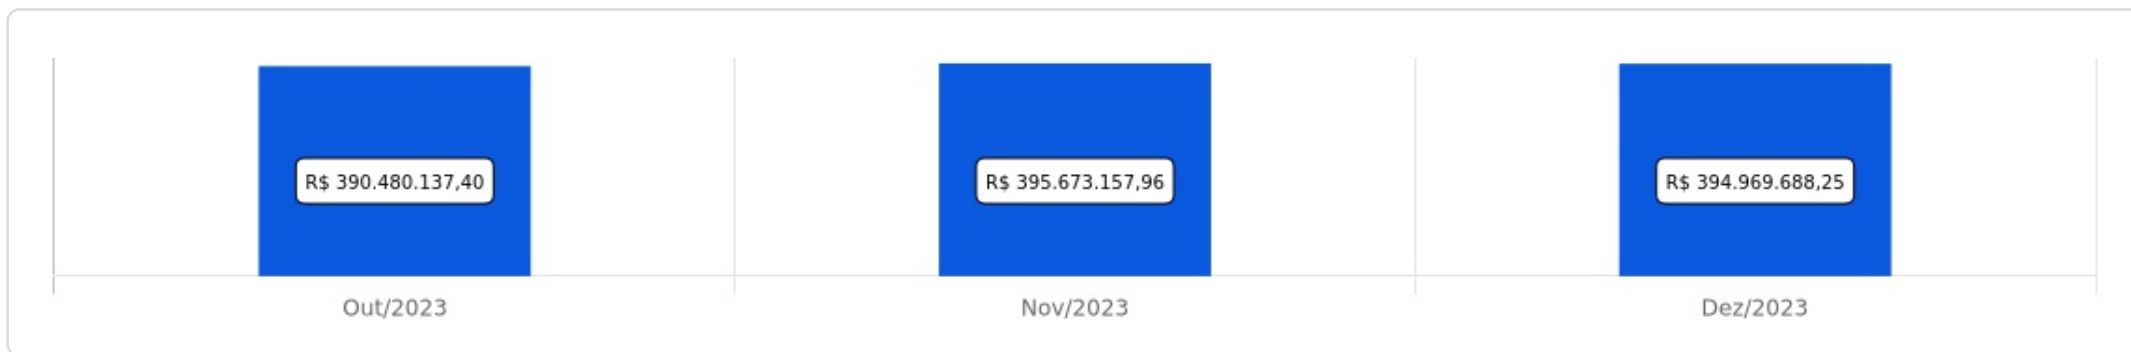 R$ 390.480.137,40
R$ 395.673.157,96
R$ 394.969.688,25
Out/2023
Nov/2023
Dez/2023